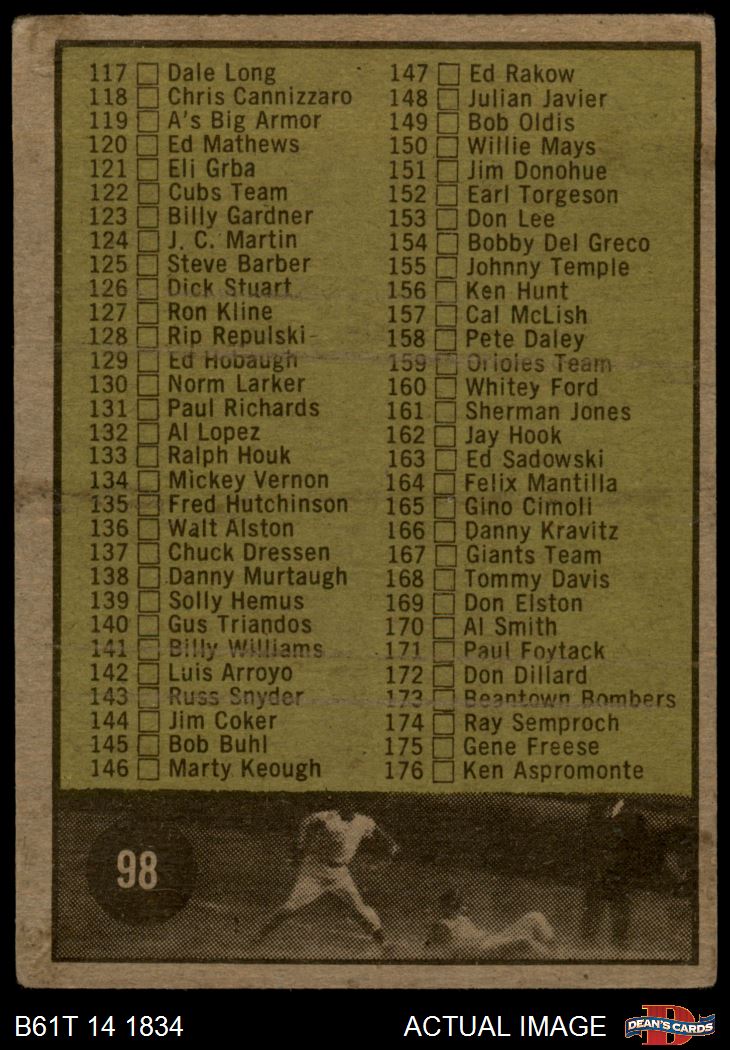 117 Dale Long
118 Chris Cannizzaro
119 A's Big Armor
120 Ed Mathews
121 Eli Grba
122 Cubs Team
123 Billy Gardner
124 J. C. Martin
125 Steve Barber
126 Dick Stuart
127 Ron Kline
128 Rip Repulski
129 Ed Hobaugh
130 Norm Larker
131 Paul Richards
132 Al Lopez
133 Ralph Houk
134 Mickey Vernon
135 Fred Hutchinson
136 Walt Alston
137 Chuck Dressen
138 Danny Murtaugh
139 Solly Hemus
140 Gus Triandos
141 Billy Williams
142 Luis Arroyo
143 Russ Snyder
144 Jim Coker
145 Bob Buhl
146 Marty Keough
147 Ed Rakow
148 Julian Javier
149 Bob Oldis
150 Willie Mays
151 Jim Donohue
152 Earl Torgeson
153 Don Lee
154 Bobby Del Greco
155 Johnny Temple
156 Ken Hunt
157 Cal McLish
158 Pete Daley
159 Orioles Team
160 Whitey Ford
161 Sherman Jones
162 Jay Hook
163 Ed Sadowski
164 Felix Mantilla
165 Gino Cimoli
166 Danny Kravitz
167 Giants Team
168 Tommy Davis
169 Don Elston
170 Al Smith
171 Paul Foytack
172 Don Dillard
173 Beantown Bombers
174 Ray Semproch
175 Gene Freese
176 Ken Aspromonte
98
B61T 14 1834
ACTUAL IMAGE
D
DEAN'S CARDS